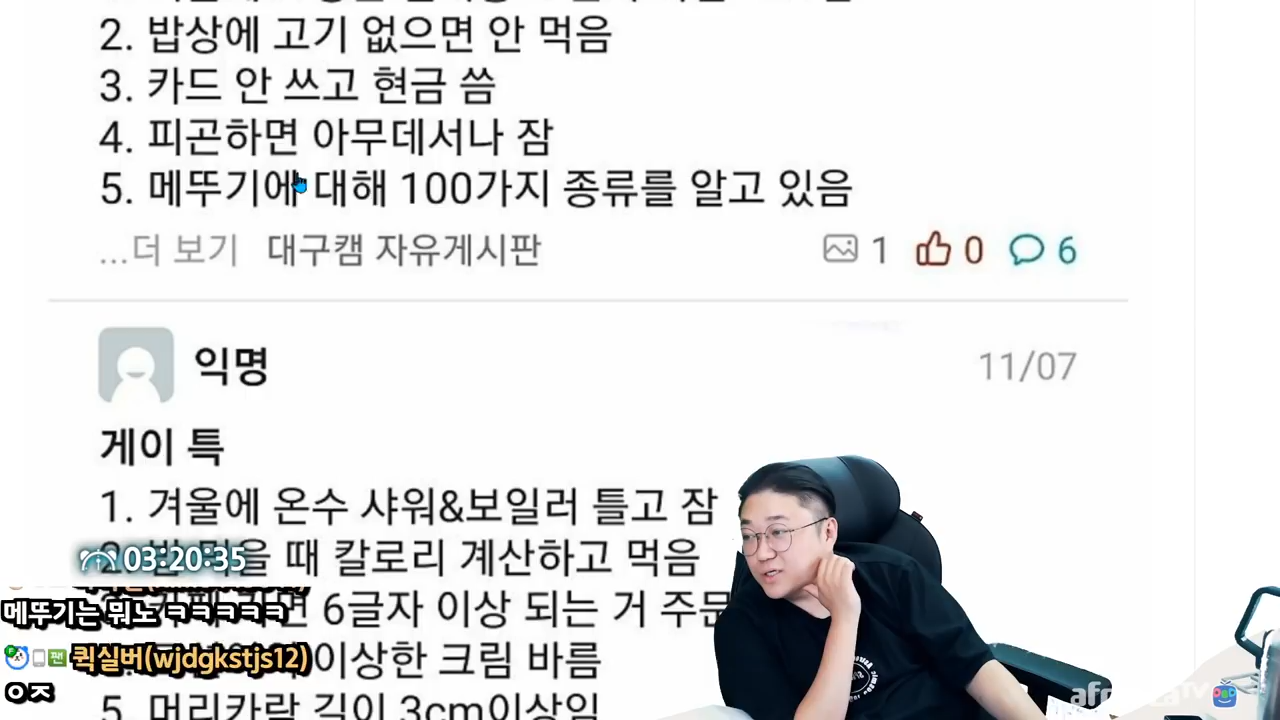 2. 밥상에 고기 없으면 안 먹음
3. 카드 안 쓰고 현금 씀
4. 피곤하면 아무데서나 잠
5. 메뚜기에 대해 100가지 종류를 알고 있음
...더 보기 대구캠 자유게시판 1 0 6
익명 11/07
게이 특
1. 겨울에 온수 샤워&보일러 틀고 잠
때 칼로리 계산하고 먹음
03:20:35
6글자 이상 되는 거 주문
메뚜기는 뭐노 ㅋㅋㅋㅋㅋ
이상한 크림 바름
퀵실버(wjdgkstjs12)
ㅇㅈ
5. 머리카락 길이 3cm이상임